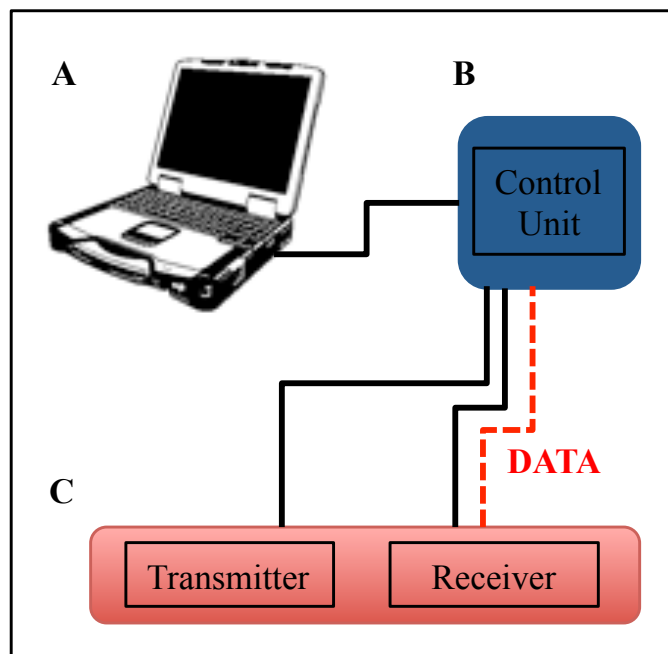 A
B
Control
Unit
DATA
C
Transmitter
Receiver